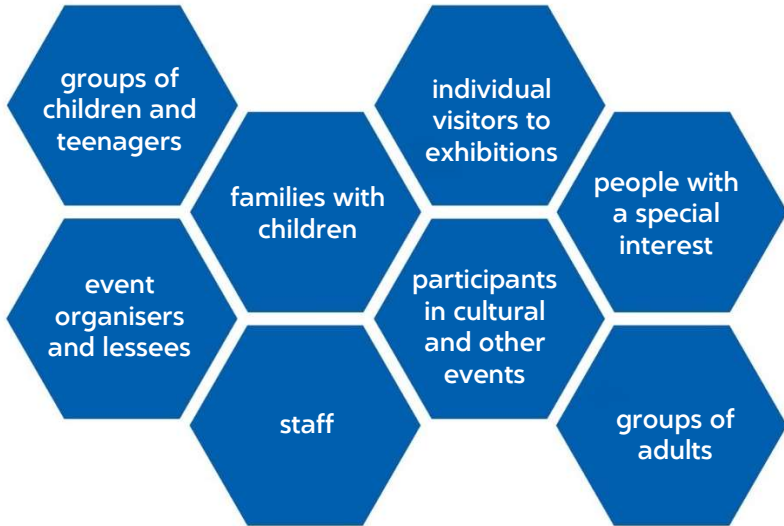 groups of
children and
teenagers
individual
visitors to
exhibitions
families with
children
people with
a special
interest
event
organisers
and lessees
participants
in cultural
and other
events
staff
groups of
adults